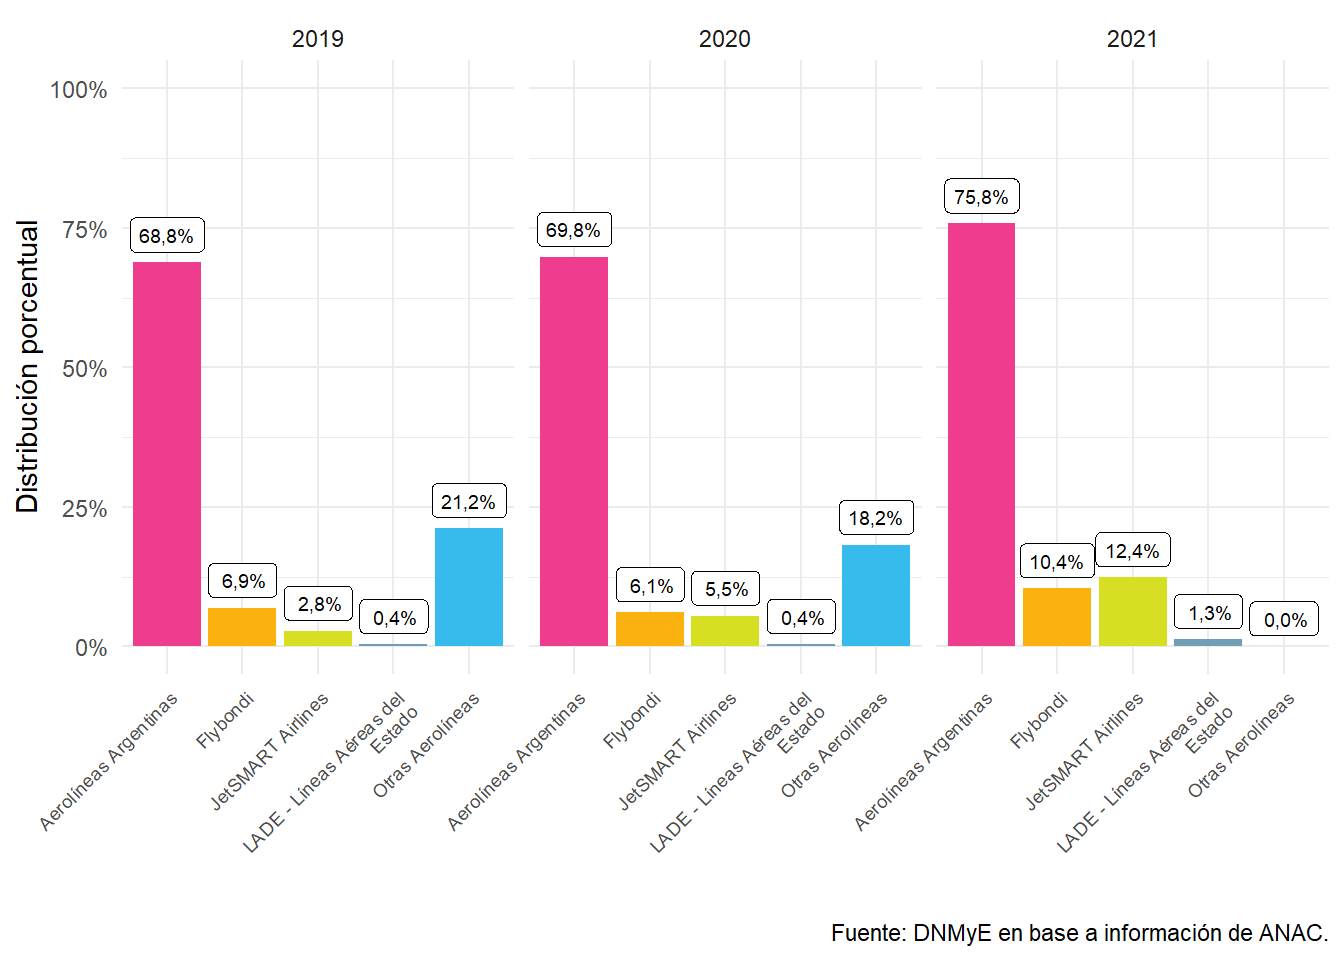 2019
2020
2021
Distribución porcentual
100%
75%
50%
25%
0%
68,8%
6,9%
2,8%
0,4%
21,2%
69,8%
6,1%
5,5%
0,4%
18,2%
75,8%
10,4%
12,4%
1,3%
0,0%
Aerolíneas Argentinas
Flybondi
JetSMART Airlines
LADE - Líneas Aéreas del
Estado
Otras Aerolíneas
Aerolíneas Argentinas
Flybondi
JetSMART Airlines
LADE - Líneas Aéreas del
Estado
Otras Aerolíneas
Aerolíneas Argentinas
Flybondi
JetSMART Airlines
LADE - Líneas Aéreas del
Estado
Otras Aerolíneas
Fuente: DNMyE en base a información de ANAC.